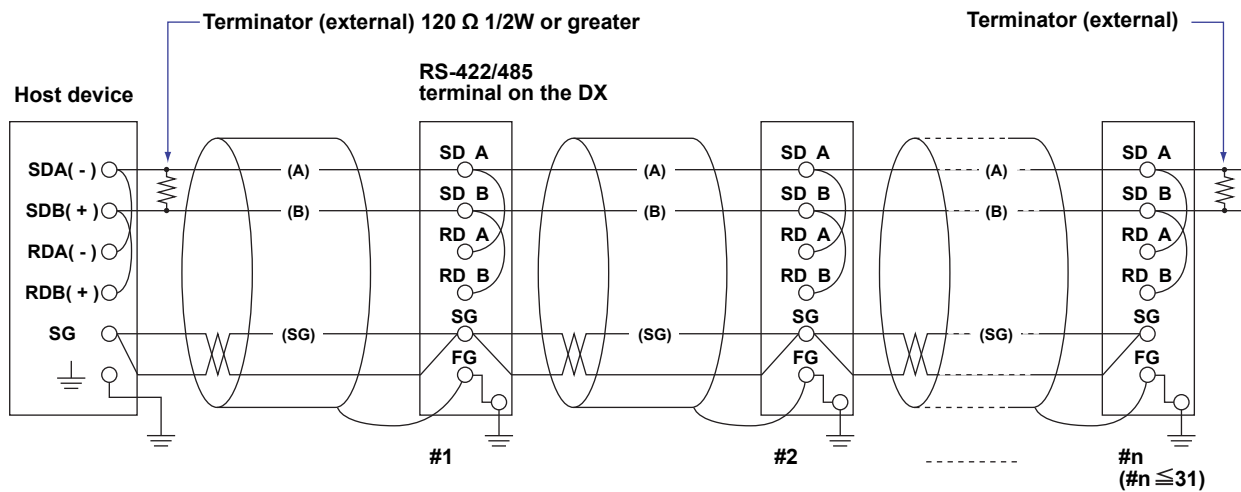 Terminator (external) 120 Ω 1/2W or greater
Terminator (external)
Host device
RS-422/485
terminal on the DX
SDA( - )
SDB( + )
RDA( - )
RDB( + )
SG
(A)
(B)
(SG)
SD A
SD B
RD A
RD B
SG
FG
#1
(A)
(B)
(SG)
SD A
SD B
RD A
RD B
SG
FG
#2
(A)
(B)
(SG)
SD A
SD B
RD A
RD B
SG
FG
#n
(#n ≦31)